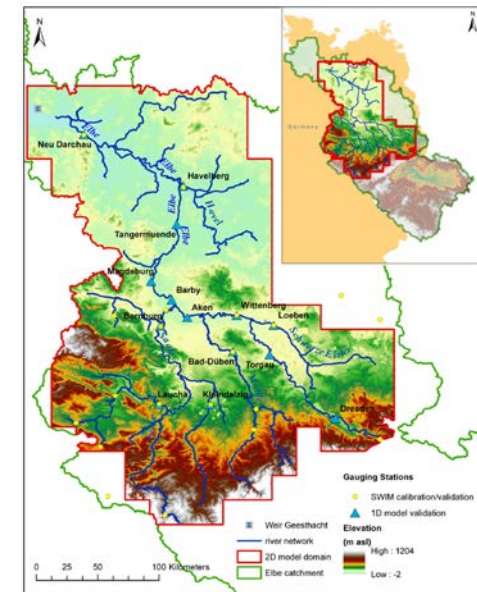 N
N
Germany
Elbe
Neu Darchau
Elbe
Havelberg
Elbe
Havel
Tangermuende
Elbe
Magdeburg
Barby
Aken
Wittenberg
Loeben
Bernburg
Schwarze Elster
Bad-Düben
Torgau
Laucha
Kleindalzig
Dresden
Gauging Stations
SWIM calibration/validation
1D model validation
Weir Geesthacht
river network
2D model domain
Elbe catchment
Elevation
(m asl)
High : 1204
Low : -2
0 25 50 100 Kilometers